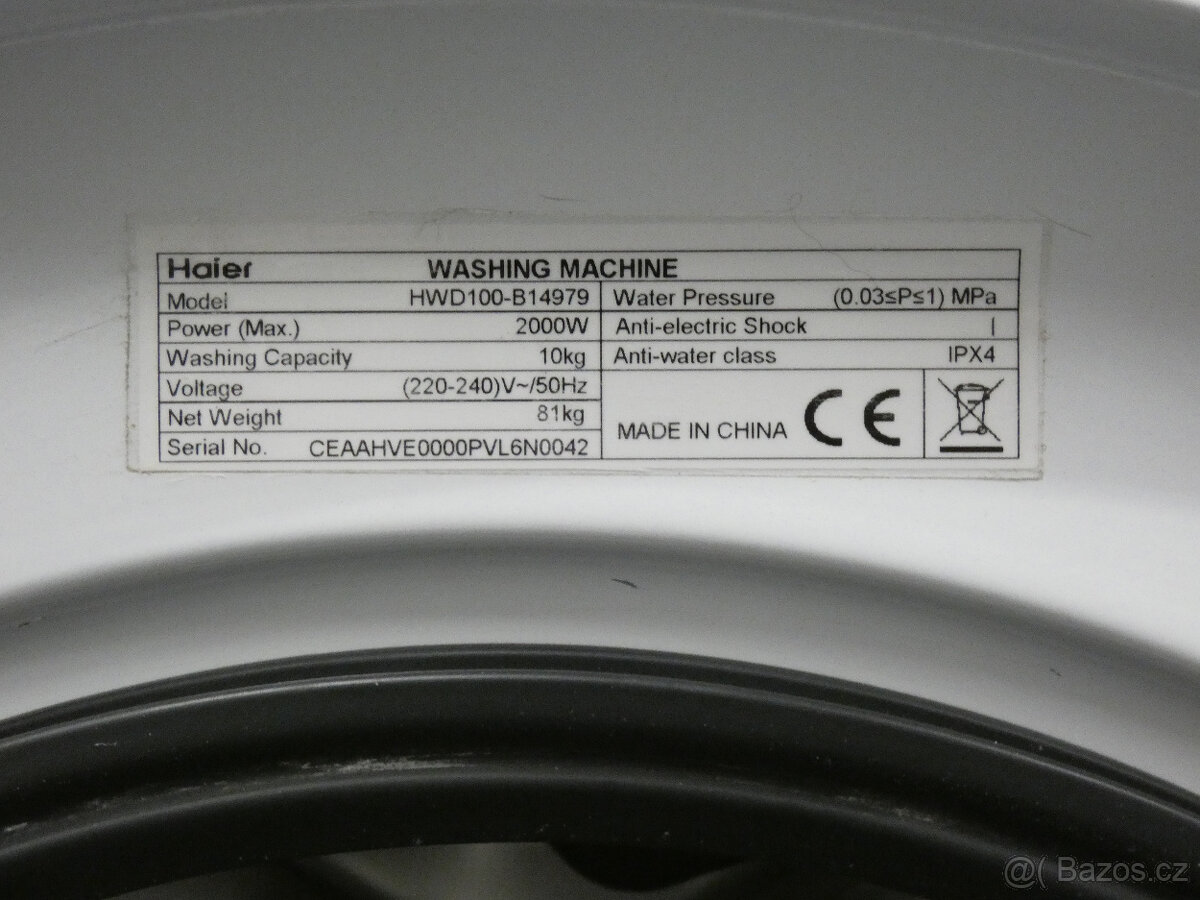 Haier WASHING MACHINE
Model HWD100-B14979 Water Pressure (0.03≤P≤1) MPa
Power (Max.) 2000W Anti-electric Shock I
Washing Capacity 10kg Anti-water class IPX4
Voltage (220-240)V~/50Hz
Net Weight 81kg MADE IN CHINA CE
Serial No. CEAAHVE0000PVL6N0042
@( Bazos.cz